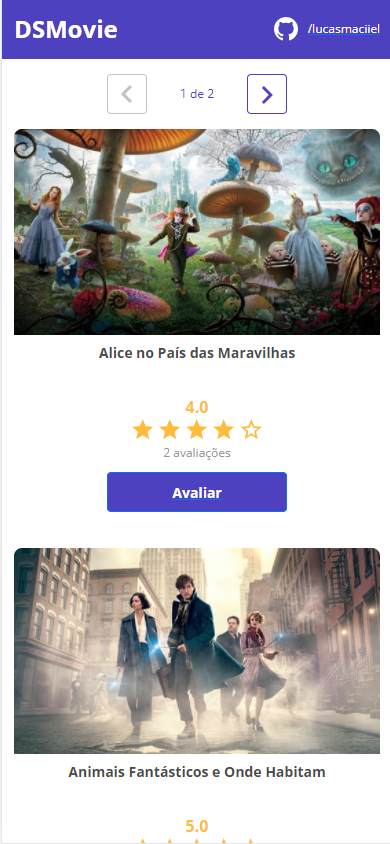 DSMovie
/lucasmaciiel
1 de 2
Alice no País das Maravilhas
4.0
2 avaliações
Avaliar
Animais Fantásticos e Onde Habitam
5.0